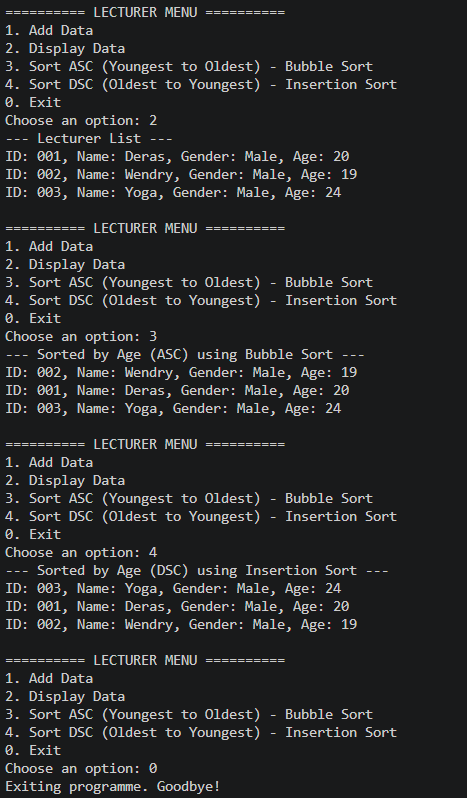 ========== LECTURER MENU ==========
1. Add Data
2. Display Data
3. Sort ASC (Youngest to Oldest) - Bubble Sort
4. Sort DSC (Oldest to Youngest) - Insertion Sort
0. Exit
Choose an option: 2
--- Lecturer List ---
ID: 001, Name: Deras, Gender: Male, Age: 20
ID: 002, Name: Wendry, Gender: Male, Age: 19
ID: 003, Name: Yoga, Gender: Male, Age: 24
========== LECTURER MENU ==========
1. Add Data
2. Display Data
3. Sort ASC (Youngest to Oldest) - Bubble Sort
4. Sort DSC (Oldest to Youngest) - Insertion Sort
0. Exit
Choose an option: 3
--- Sorted by Age (ASC) using Bubble Sort ---
ID: 002, Name: Wendry, Gender: Male, Age: 19
ID: 001, Name: Deras, Gender: Male, Age: 20
ID: 003, Name: Yoga, Gender: Male, Age: 24
========== LECTURER MENU ==========
1. Add Data
2. Display Data
3. Sort ASC (Youngest to Oldest) - Bubble Sort
4. Sort DSC (Oldest to Youngest) - Insertion Sort
0. Exit
Choose an option: 4
--- Sorted by Age (DSC) using Insertion Sort ---
ID: 003, Name: Yoga, Gender: Male, Age: 24
ID: 001, Name: Deras, Gender: Male, Age: 20
ID: 002, Name: Wendry, Gender: Male, Age: 19
========== LECTURER MENU ==========
1. Add Data
2. Display Data
3. Sort ASC (Youngest to Oldest) - Bubble Sort
4. Sort DSC (Oldest to Youngest) - Insertion Sort
0. Exit
Choose an option: 0
Exiting programme. Goodbye!